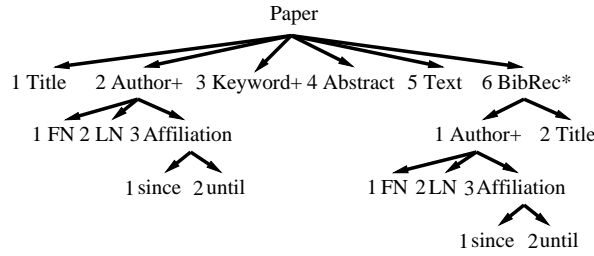 Paper
1 Title 2 Author+ 3 Keyword+ 4 Abstract 5 Text 6 BibRec*
1 FN 2 LN 3 Affiliation 1 Author+ 2 Title
1 since 2 until 1 FN 2 LN 3 Affiliation
1 since 2 until